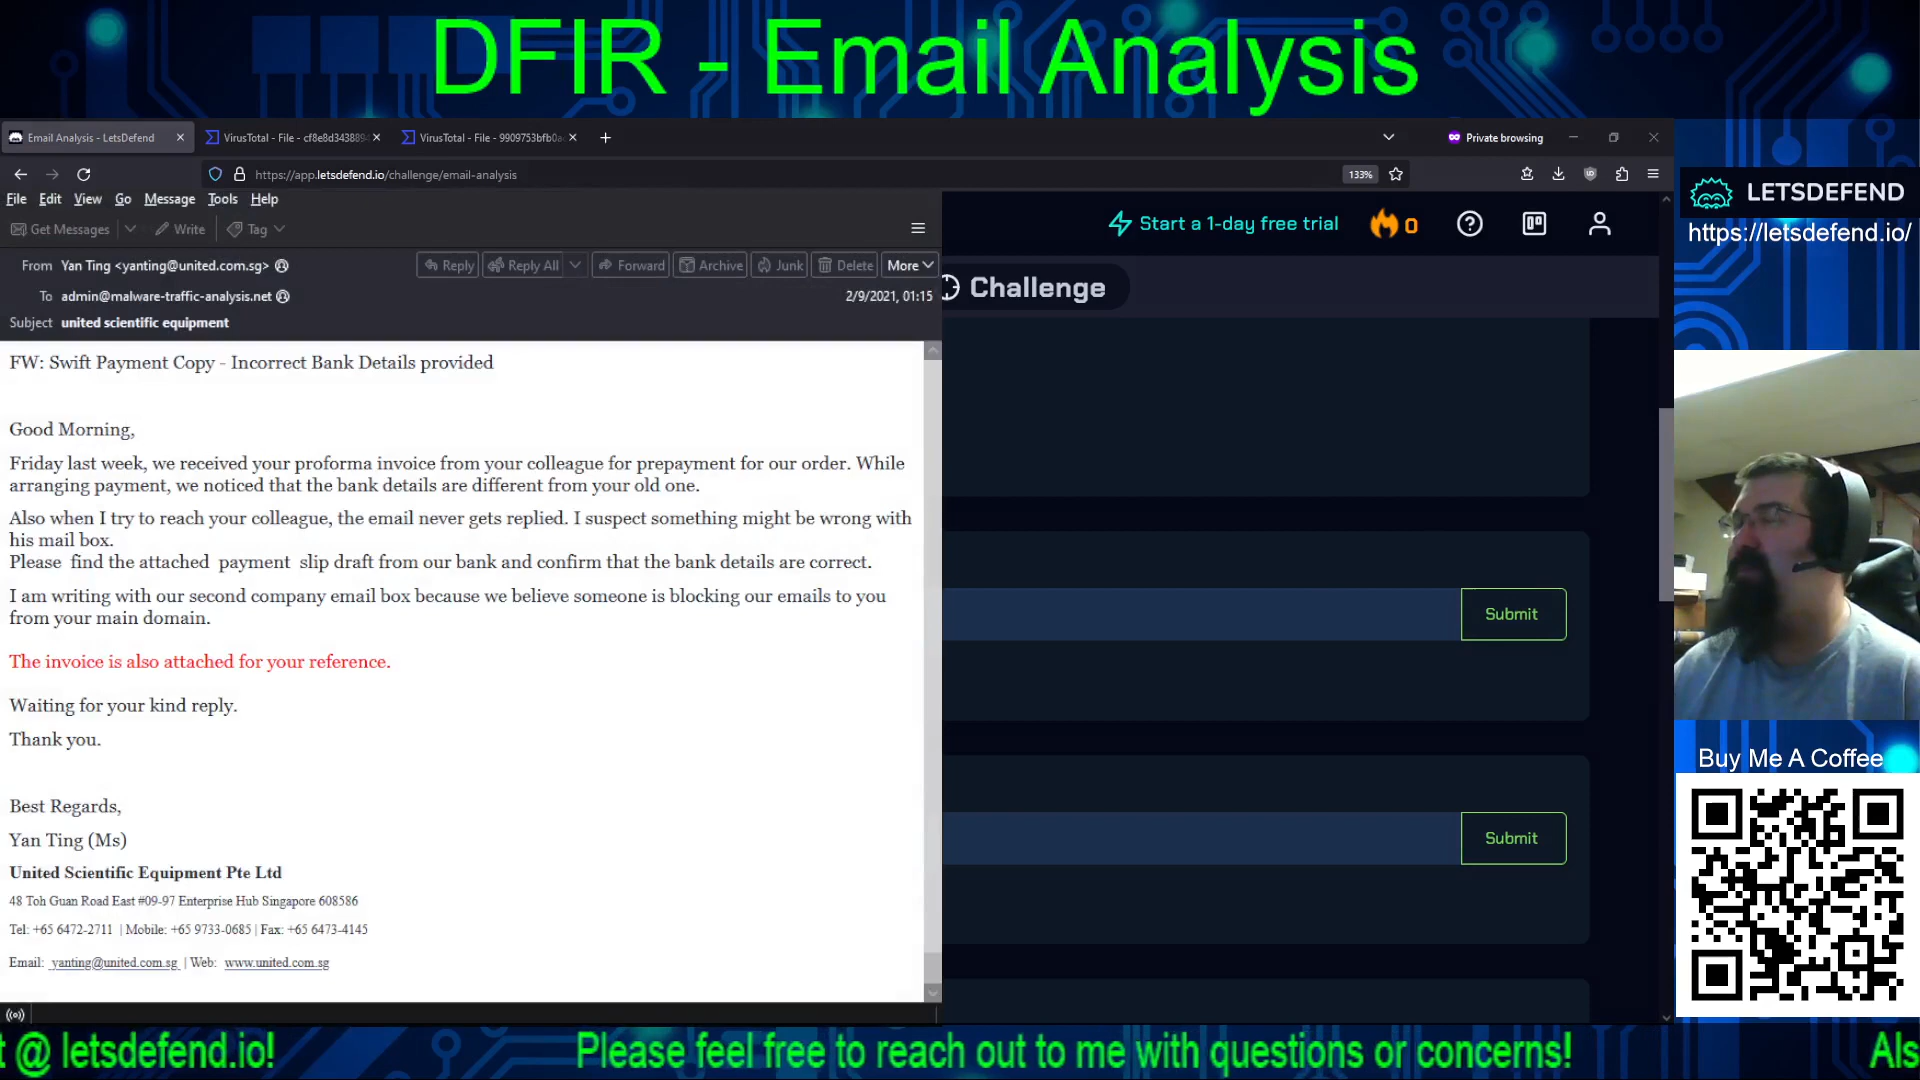 DFIR - Email Analysis
Email Analysis - LetsDefend
VirusTotal - File - cf8e8d3438894
VirusTotal - File - 9909753bfb0a
Private browsing
https://app.letsdefend.io/challenge/email-analysis
133%
File Edit View Go Message Tools Help
Get Messages Write Tag
From Yan Ting <yanting@united.com.sg>
Reply Reply All Forward Archive Junk Delete More
To admin@malware-traffic-analysis.net
2/9/2021, 01:15
Subject united scientific equipment
FW: Swift Payment Copy - Incorrect Bank Details provided
Good Morning,
Friday last week, we received your proforma invoice from your colleague for prepayment for our order. While
arranging payment, we noticed that the bank details are different from your old one.
Also when I try to reach your colleague, the email never gets replied. I suspect something might be wrong with
his mail box.
Please find the attached payment slip draft from our bank and confirm that the bank details are correct.
I am writing with our second company email box because we believe someone is blocking our emails to you
from your main domain.
The invoice is also attached for your reference.
Waiting for your kind reply.
Thank you.
Best Regards,
Yan Ting (Ms)
United Scientific Equipment Pte Ltd
48 Toh Guan Road East #09-97 Enterprise Hub Singapore 608586
Tel: +65 6472-2711 | Mobile: +65 9733-0685 | Fax: +65 6473-4145
Email: yanting@united.com.sg | Web: www.united.com.sg
Start a 1-day free trial
0
Challenge
Submit
Submit
LETSDEFEND
https://letsdefend.io/
Buy Me A Coffee
t @ letsdefend.io!
Please feel free to reach out to me with questions or concerns!
Als